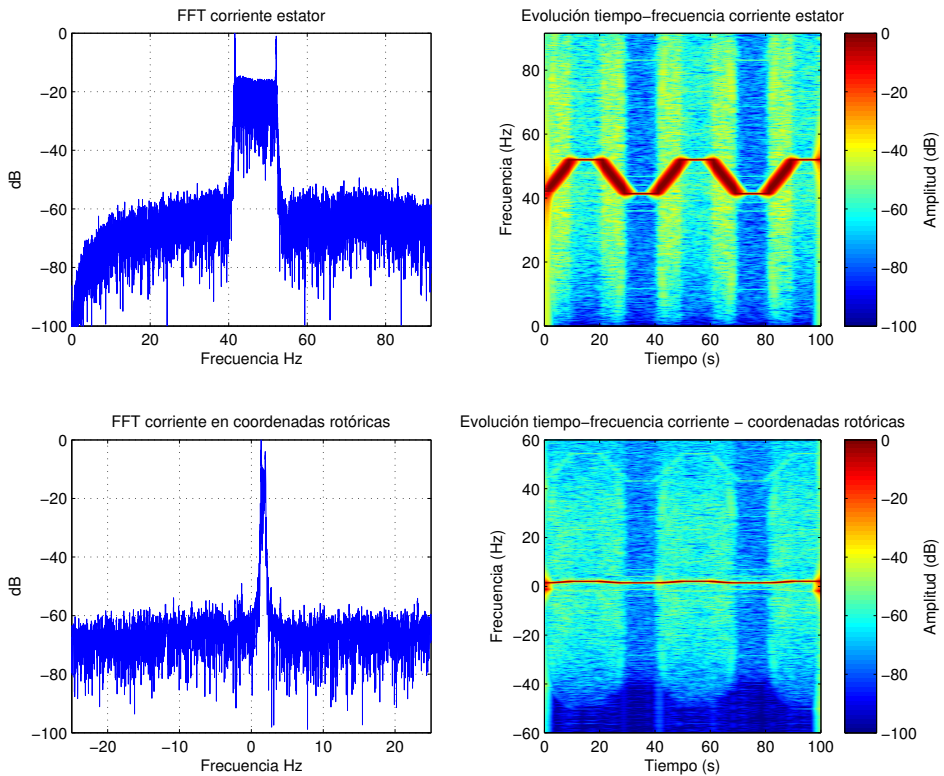 FFT corriente estator
0
−20
−40
−60
−80
−100
dB
0 20 40 60 80
Frecuencia Hz
Evolución tiempo−frecuencia corriente estator
80
60
40
20
0
Frecuencia (Hz)
0 20 40 60 80 100
Tiempo (s)
0
−20
−40
−60
−80
−100
Amplitud (dB)
FFT corriente en coordenadas rotóricas
0
−20
−40
−60
−80
−100
dB
−20 −10 0 10 20
Frecuencia Hz
Evolución tiempo−frecuencia corriente − coordenadas rotóricas
60
40
20
0
−20
−40
−60
Frecuencia (Hz)
0 20 40 60 80 100
Tiempo (s)
0
−20
−40
−60
−80
−100
Amplitud (dB)